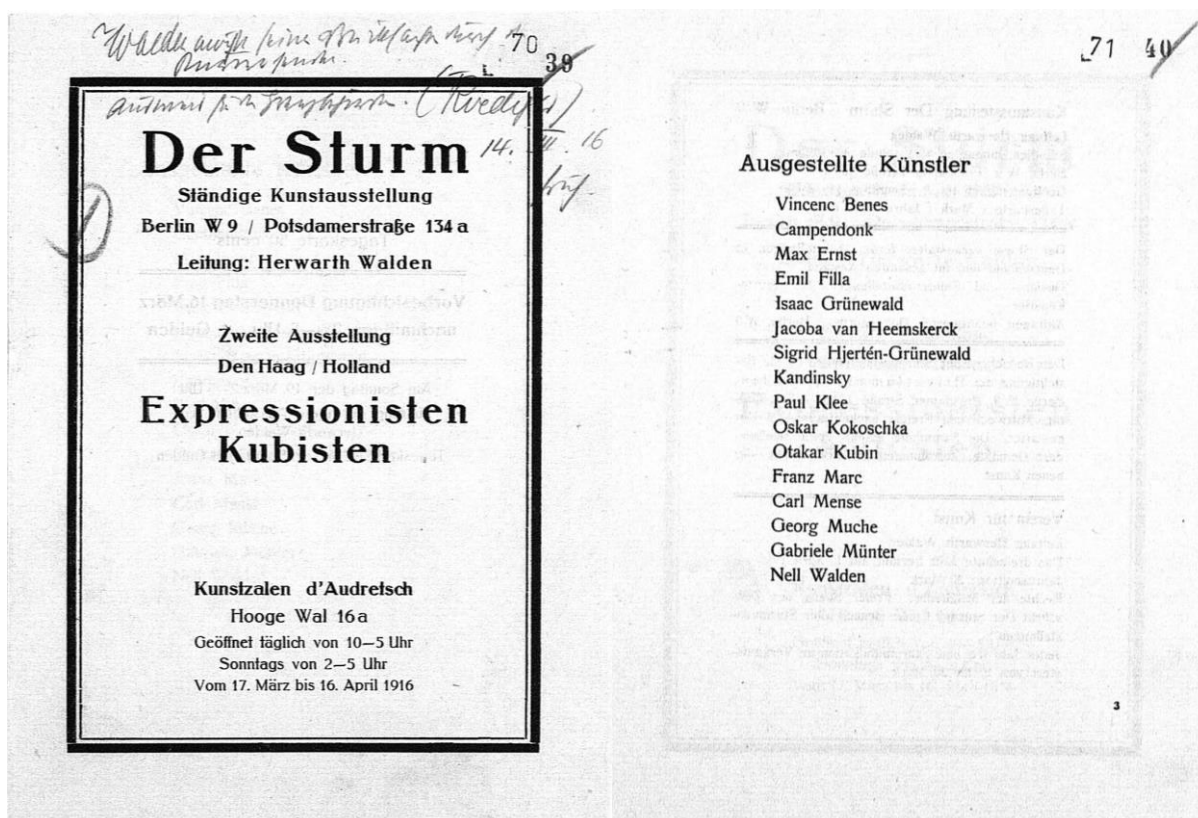 70
39
14. III. 16
Der Sturm
Ständige Kunstausstellung
Berlin W 9 / Potsdamerstraße 134 a
Leitung: Herwarth Walden
Zweite Ausstellung
Den Haag / Holland
Expressionisten
Kubisten
Kunstzalen d'Audretsch
Hooge Wal 16 a
Geöffnet täglich von 10—5 Uhr
Sonntags von 2—5 Uhr
Vom 17. März bis 16. April 1916
71 40
Ausgestellte Künstler
Vincenc Benes
Campendonk
Max Ernst
Emil Filla
Isaac Grünewald
Jacoba van Heemskerck
Sigrid Hjertén-Grünewald
Kandinsky
Paul Klee
Oskar Kokoschka
Otakar Kubin
Franz Marc
Carl Mense
Georg Muche
Gabriele Münter
Nell Walden
3